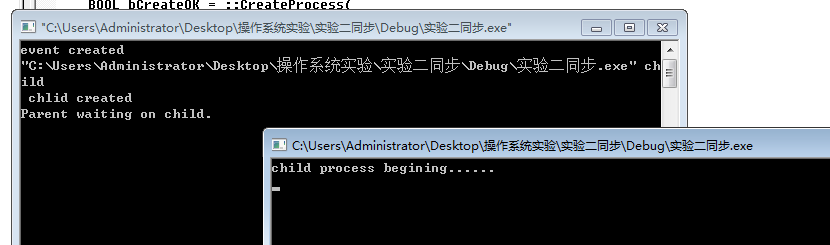 BOOL bCreateOK = ::CreateProcess(
"C:\Users\Administrator\Desktop\操作系统实验\实验二同步\Debug\实验二同步.exe"
event created
"C:\Users\Administrator\Desktop\操作系统实验\实验二同步\Debug\实验二同步.exe" ch
ild
chlid created
Parent waiting on child.
C:\Users\Administrator\Desktop\操作系统实验\实验二同步\Debug\实验二同步.exe
child process begining......